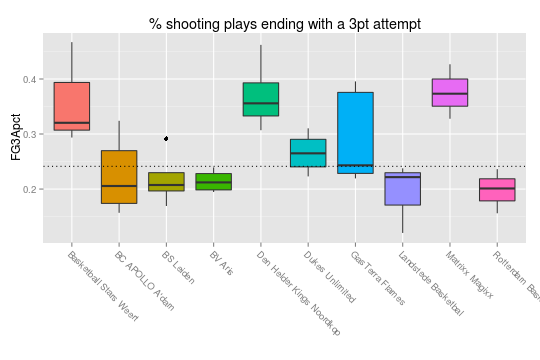 % shooting plays ending with a 3pt attempt
FG3Apct
0.4
0.3
0.2
Basketball Stars Weert
BC APOLLO A'dam
BS Leiden
BV Aris
Den Helder Kings Noordkop
Dukes Unlimited
GasTerra Flames
Landstede Basketbal
Matrixx Magixx
Rotterdam Bas